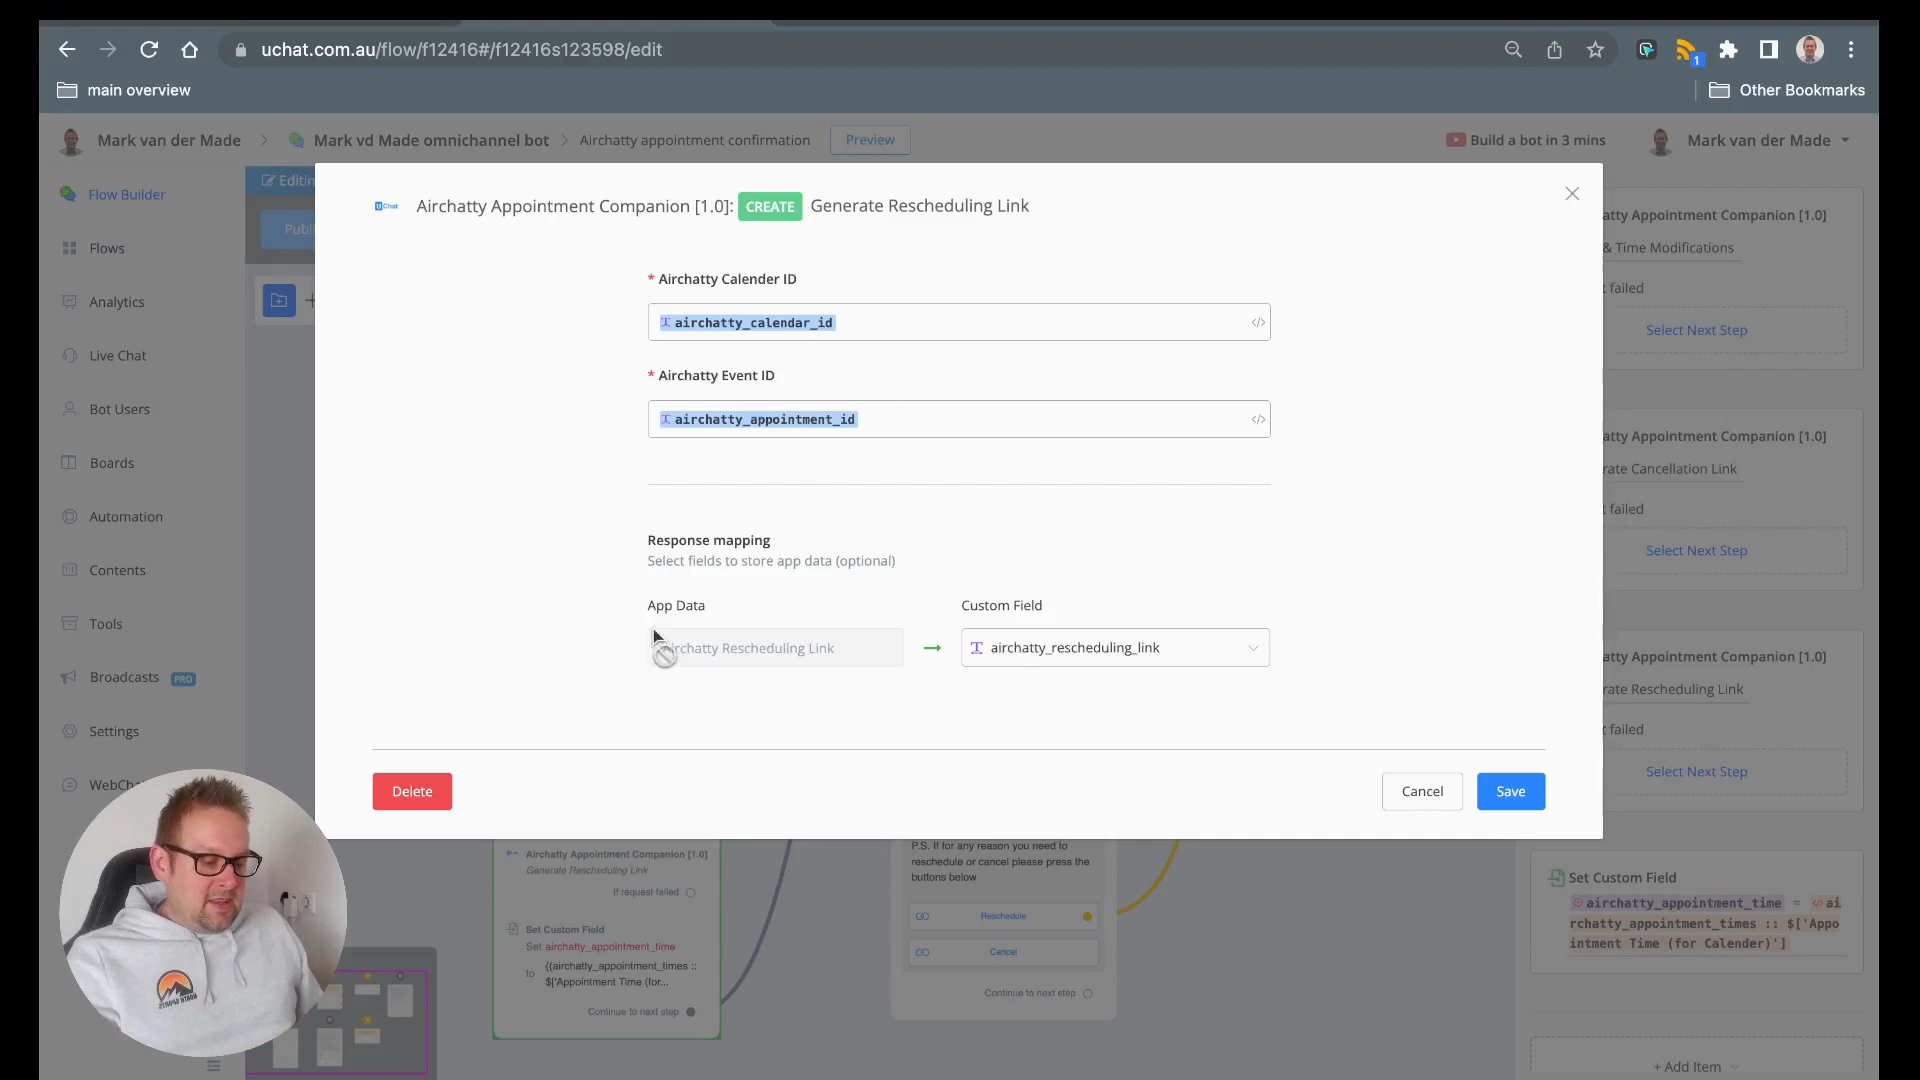 uchat.com.au/flow/f12416#/f12416s123598/edit
1
main overview
Other Bookmarks
Mark van der Made
Mark vd Made omnichannel bot
Airchatty appointment confirmation
Preview
Build a bot in 3 mins
Mark van der Made
Flow Builder
Flows
Analytics
Live Chat
Bot Users
Boards
Automation
Contents
Tools
Broadcasts PRO
Settings
WebCha
Editin
Publ
UChat
Airchatty Appointment Companion [1.0]: CREATE Generate Rescheduling Link
* Airchatty Calender ID
airchatty_calendar_id
</>
* Airchatty Event ID
airchatty_appointment_id
</>
Response mapping
Select fields to store app data (optional)
App Data
Custom Field
irchatty Rescheduling Link
airchatty_rescheduling_link
Delete
Cancel
Save
atty Appointment Companion [1.0]
& Time Modifications
t failed
Select Next Step
atty Appointment Companion [1.0]
rate Cancellation Link
t failed
Select Next Step
atty Appointment Companion [1.0]
rate Rescheduling Link
t failed
Select Next Step
Set Custom Field
airchatty_appointment_time = </> ai
rchatty_appointment_times :: $['Appo
intment Time (for Calender)']
+ Add Item
Airchatty Appointment Companion [1.0]
Generate Rescheduling Link
If request failed
Set Custom Field
Set airchatty_appointment_time
to {{airchatty_appointment_times ::
$['Appointment Time (for...
Continue to next step
P.S. If for any reason you need to
reschedule or cancel please press the
buttons below
Reschedule
Cancel
Continue to next step